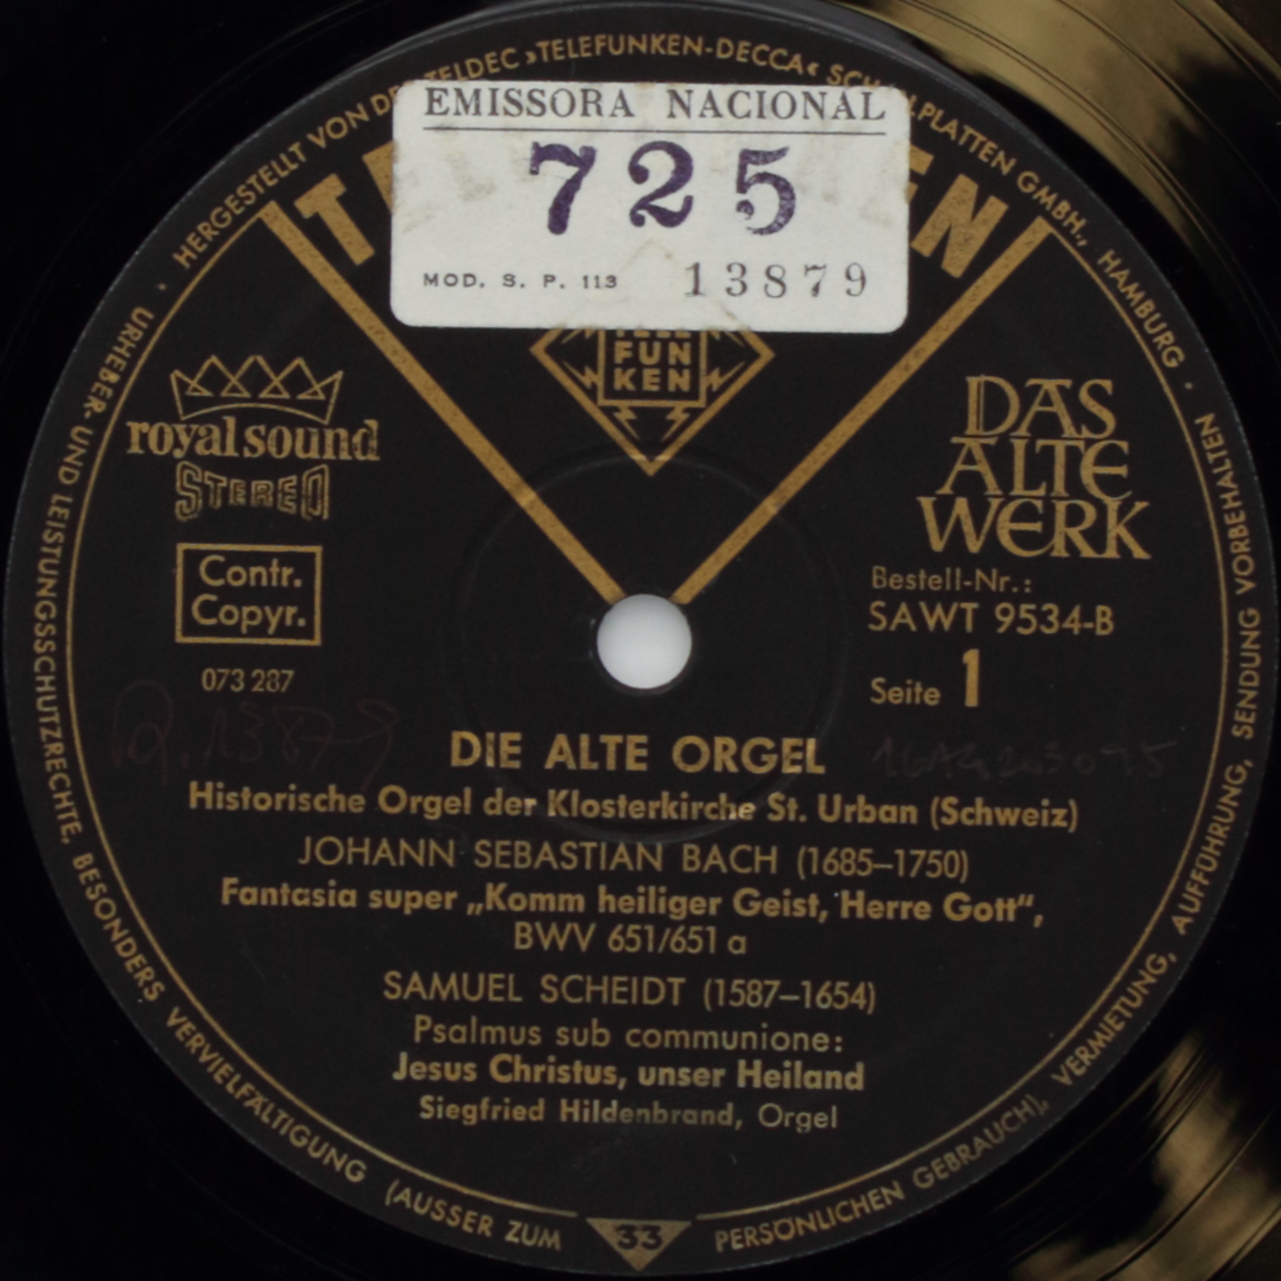 HERGESTELLT VON DER TELDEC »TELEFUNKEN-DECCA« SCHALLPLATTEN GMBH., HAMBURG ·
EMISSORA NACIONAL
725
MOD. S. P. 113 13879
TELE
FUN
KEN
royal sound
STEREO
Contr.
Copyr.
073 287
DAS
ALTE
WERK
Bestell-Nr.:
SAWT 9534-B
Seite 1
R. 13879
DIE ALTE ORGEL
Historische Orgel der Klosterkirche St. Urban (Schweiz)
JOHANN SEBASTIAN BACH (1685–1750)
Fantasia super „Komm heiliger Geist, Herre Gott“,
BWV 651/651 a
SAMUEL SCHEIDT (1587–1654)
Psalmus sub communione:
Jesus Christus, unser Heiland
Siegfried Hildenbrand, Orgel
33
URHEBER- UND LEISTUNGSSCHUTZRECHTE, BESONDERS VERVIELFÄLTIGUNG (AUSSER ZUM PERSÖNLICHEN GEBRAUCH), VERMIETUNG, AUFFÜHRUNG, SENDUNG VORBEHALTEN ·